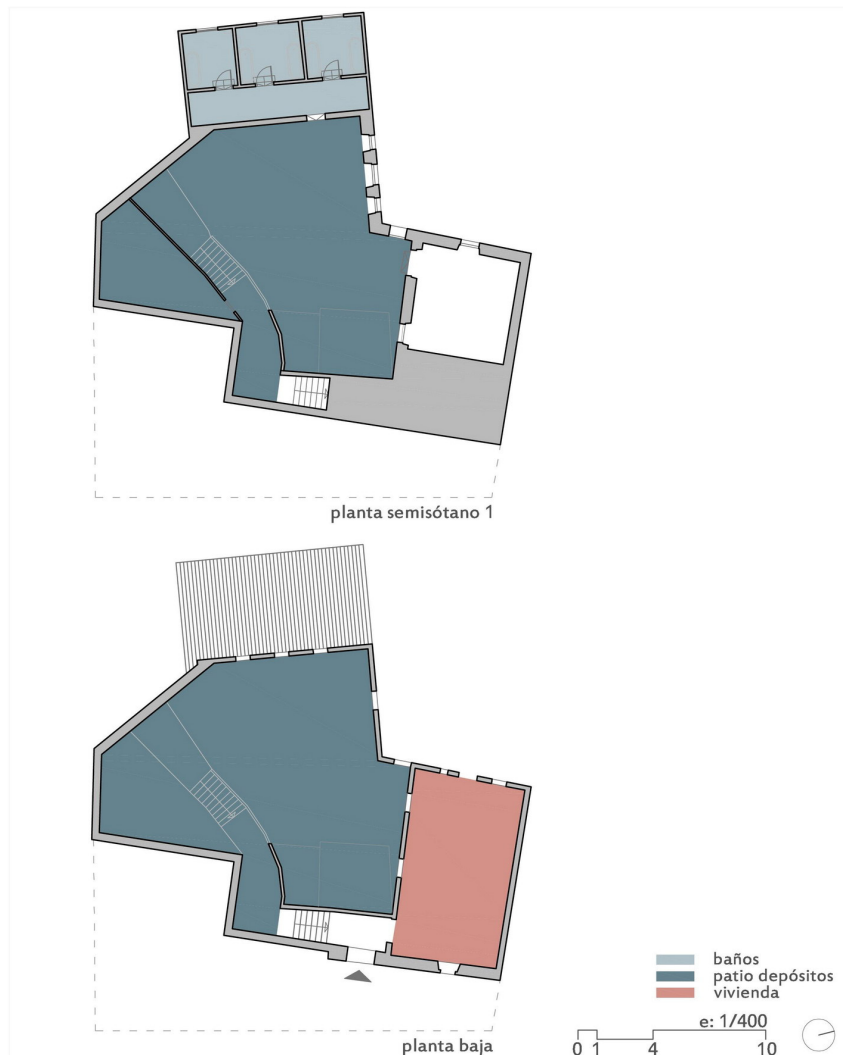 planta semisótano 1
baños
patio depósitos
vivienda
e: 1/400
0 1 4 10
planta baja